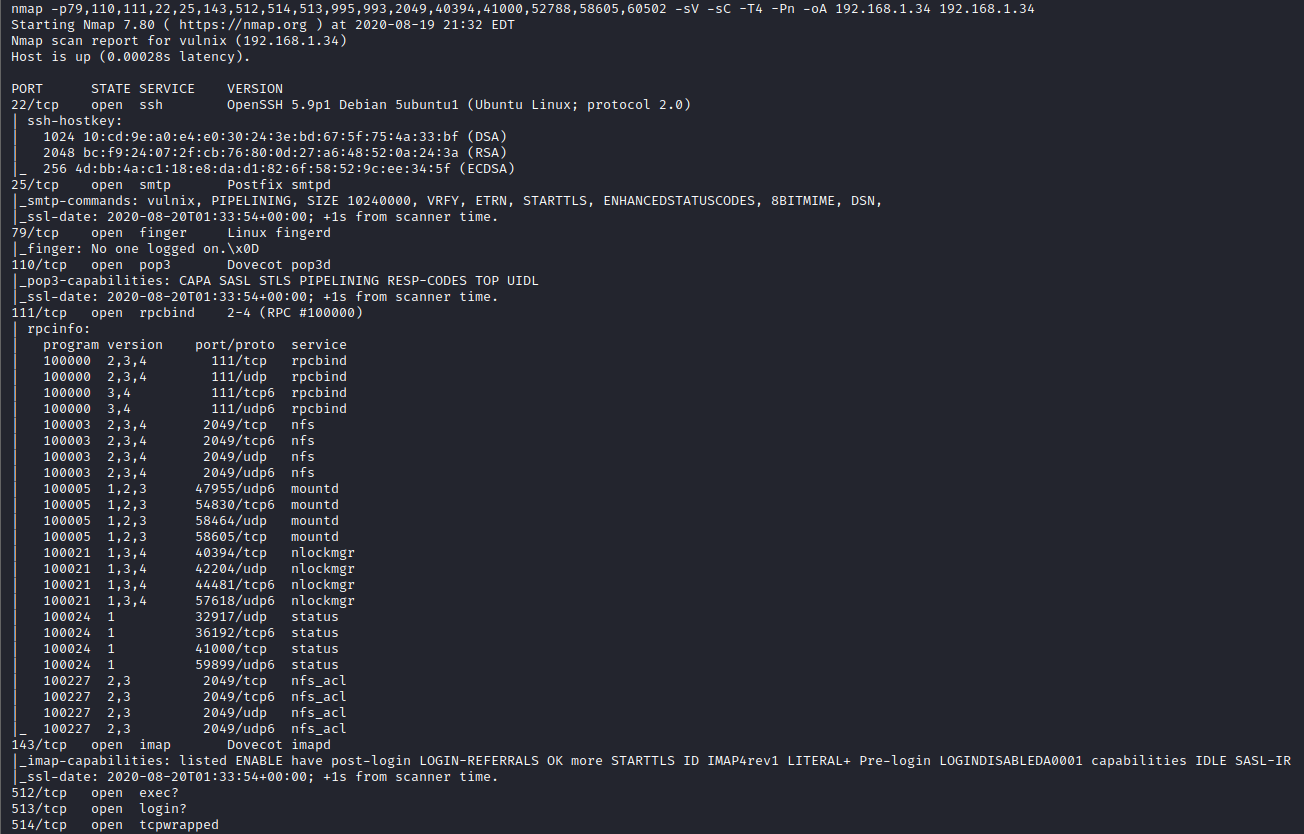 nmap -p79,110,111,22,25,143,512,514,513,995,993,2049,40394,41000,52788,58605,60502 -sV -sC -T4 -Pn -oA 192.168.1.34 192.168.1.34
Starting Nmap 7.80 ( https://nmap.org ) at 2020-08-19 21:32 EDT
Nmap scan report for vulnix (192.168.1.34)
Host is up (0.00028s latency).

PORT      STATE SERVICE    VERSION
22/tcp    open  ssh        OpenSSH 5.9p1 Debian 5ubuntu1 (Ubuntu Linux; protocol 2.0)
| ssh-hostkey:
|   1024 10:cd:9e:a0:e4:e0:30:24:3e:bd:67:5f:75:4a:33:bf (DSA)
|   2048 bc:f9:24:07:2f:cb:76:80:0d:27:a6:48:52:0a:24:3a (RSA)
|_  256 4d:bb:4a:c1:18:e8:da:d1:82:6f:58:52:9c:ee:34:5f (ECDSA)
25/tcp    open  smtp       Postfix smtpd
|_smtp-commands: vulnix, PIPELINING, SIZE 10240000, VRFY, ETRN, STARTTLS, ENHANCEDSTATUSCODES, 8BITMIME, DSN,
|_ssl-date: 2020-08-20T01:33:54+00:00; +1s from scanner time.
79/tcp    open  finger     Linux fingerd
|_finger: No one logged on.\x0D
110/tcp   open  pop3       Dovecot pop3d
|_pop3-capabilities: CAPA SASL STLS PIPELINING RESP-CODES TOP UIDL
|_ssl-date: 2020-08-20T01:33:54+00:00; +1s from scanner time.
111/tcp   open  rpcbind    2-4 (RPC #100000)
| rpcinfo:
|   program version    port/proto  service
|   100000  2,3,4        111/tcp   rpcbind
|   100000  2,3,4        111/udp   rpcbind
|   100000  3,4          111/tcp6  rpcbind
|   100000  3,4          111/udp6  rpcbind
|   100003  2,3,4       2049/tcp   nfs
|   100003  2,3,4       2049/tcp6  nfs
|   100003  2,3,4       2049/udp   nfs
|   100003  2,3,4       2049/udp6  nfs
|   100005  1,2,3      47955/udp6  mountd
|   100005  1,2,3      54830/tcp6  mountd
|   100005  1,2,3      58464/udp   mountd
|   100005  1,2,3      58605/tcp   mountd
|   100021  1,3,4      40394/tcp   nlockmgr
|   100021  1,3,4      42204/udp   nlockmgr
|   100021  1,3,4      44481/tcp6  nlockmgr
|   100021  1,3,4      57618/udp6  nlockmgr
|   100024  1          32917/udp   status
|   100024  1          36192/tcp6  status
|   100024  1          41000/tcp   status
|   100024  1          59899/udp6  status
|   100227  2,3         2049/tcp   nfs_acl
|   100227  2,3         2049/tcp6  nfs_acl
|   100227  2,3         2049/udp   nfs_acl
|_  100227  2,3         2049/udp6  nfs_acl
143/tcp   open  imap       Dovecot imapd
|_imap-capabilities: listed ENABLE have post-login LOGIN-REFERRALS OK more STARTTLS ID IMAP4rev1 LITERAL+ Pre-login LOGINDISABLEDA0001 capabilities IDLE SASL-IR
|_ssl-date: 2020-08-20T01:33:54+00:00; +1s from scanner time.
512/tcp   open  exec?
513/tcp   open  login?
514/tcp   open  tcpwrapped